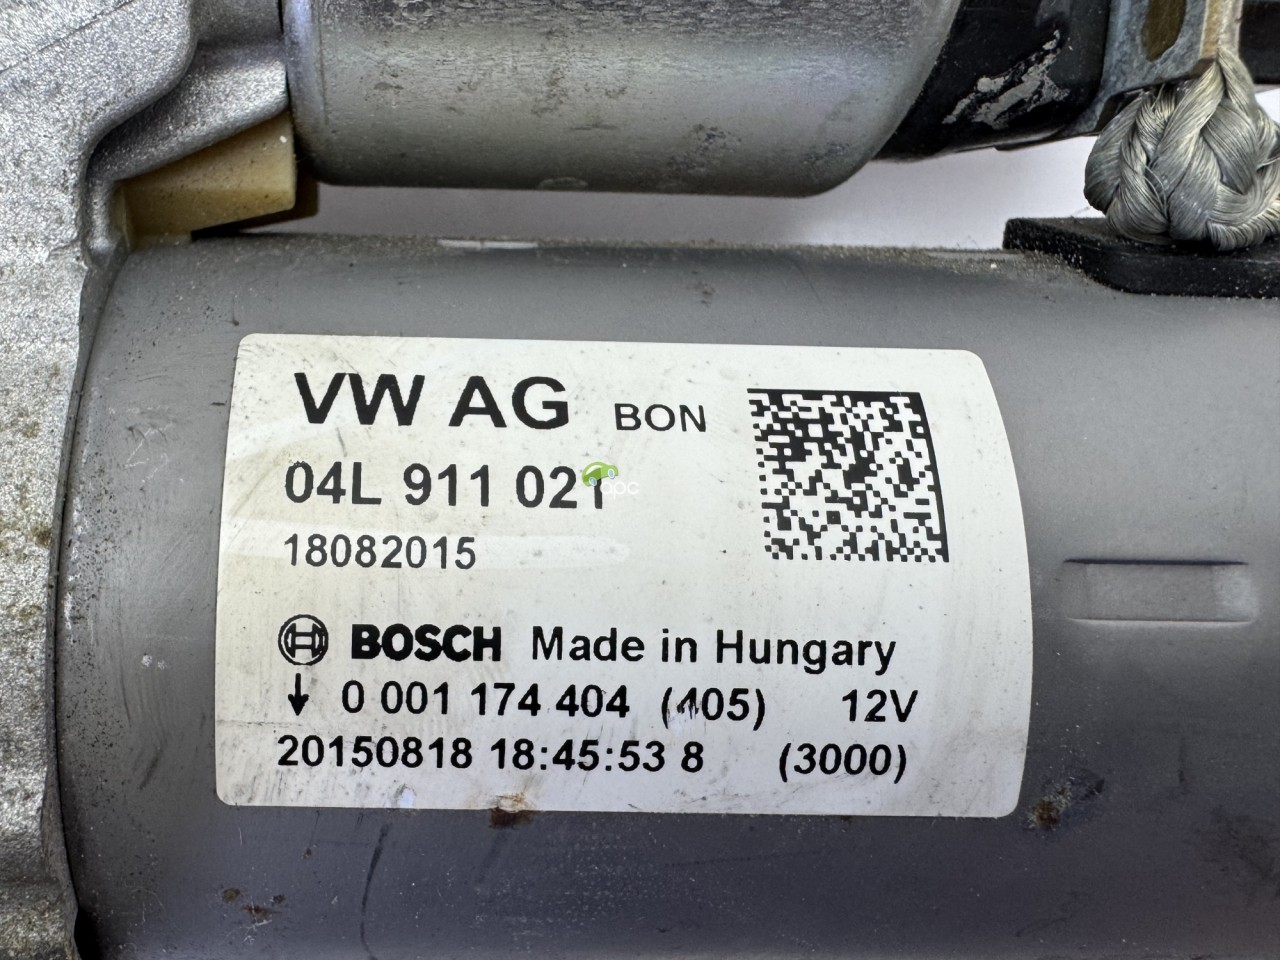 VW AG BON
04L 911 021
apc
18082015
BOSCH Made in Hungary
0 001 174 404 (405) 12V
20150818 18:45:53 8 (3000)